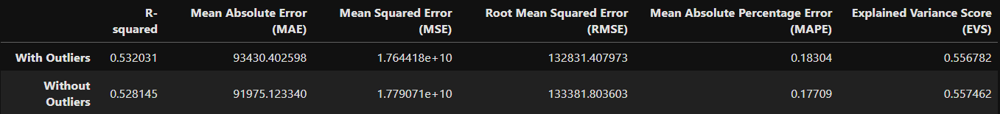 R-squared Mean Absolute Error (MAE) Mean Squared Error (MSE) Root Mean Squared Error (RMSE) Mean Absolute Percentage Error (MAPE) Explained Variance Score (EVS)
With Outliers 0.532031 93430.402598 1.764418e+10 132831.407973 0.18304 0.556782
Without Outliers 0.528145 91975.123340 1.779071e+10 133381.803603 0.17709 0.557462